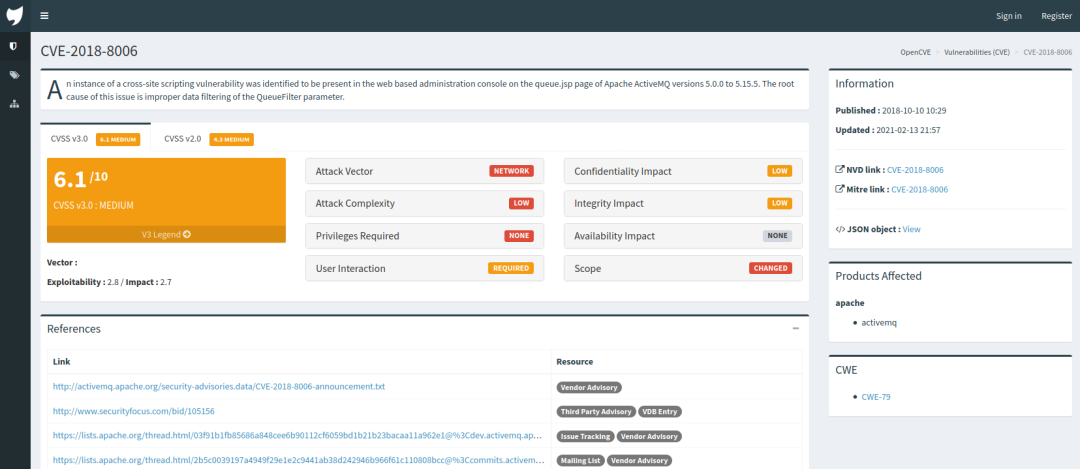 Sign in Register
CVE-2018-8006
OpenCVE Vulnerabilities (CVE) CVE-2018-8006
An instance of a cross-site scripting vulnerability was identified to be present in the web based administration console on the queue.jsp page of Apache ActiveMQ versions 5.0.0 to 5.15.5. The root
cause of this issue is improper data filtering of the QueueFilter parameter.
CVSS v3.0 6.1 MEDIUM CVSS v2.0 4.3 MEDIUM
6.1 /10
CVSS v3.0 : MEDIUM
V3 Legend
Vector :
Exploitability : 2.8 / Impact : 2.7
Attack Vector NETWORK
Attack Complexity LOW
Privileges Required NONE
User Interaction REQUIRED
Confidentiality Impact LOW
Integrity Impact LOW
Availability Impact NONE
Scope CHANGED
References
Link Resource
http://activemq.apache.org/security-advisories.data/CVE-2018-8006-announcement.txt Vendor Advisory
http://www.securityfocus.com/bid/105156 Third Party Advisory VDB Entry
https://lists.apache.org/thread.html/03f91b1fb85686a848cee6b90112cf6059bd1b21b23bacaa11a962e1@%3Cdev.activemq.ap... Issue Tracking Vendor Advisory
https://lists.apache.org/thread.html/2b5c0039197a4949f29e1e2c9441ab38d242946b966f61c110808bcc@%3Ccommits.activem... Mailing List Vendor Advisory
Information
Published : 2018-10-10 10:29
Updated : 2021-02-13 21:57
NVD link : CVE-2018-8006
Mitre link : CVE-2018-8006
</> JSON object : View
Products Affected
apache
activemq
CWE
CWE-79